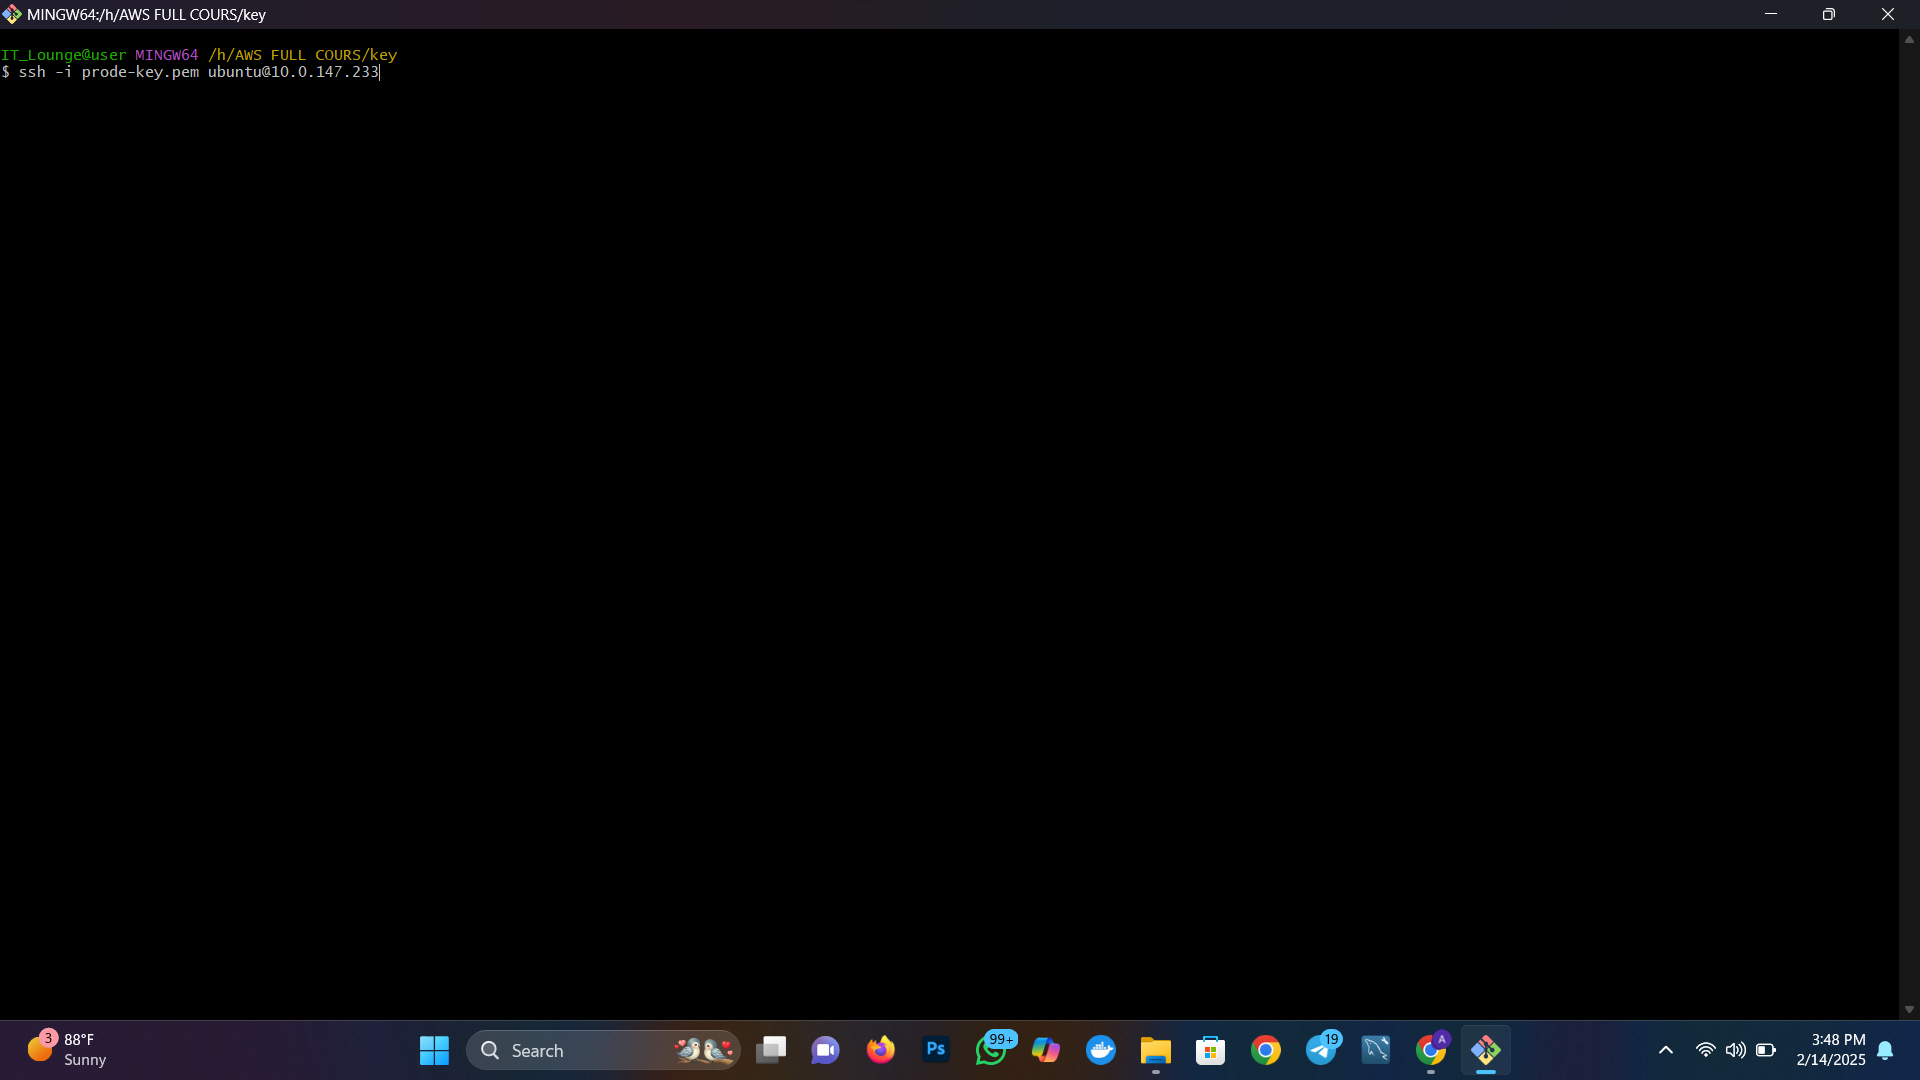 MINGW64:/h/AWS FULL COURS/key
IT_Lounge@user MINGW64 /h/AWS FULL COURS/key
$ ssh -i prode-key.pem ubuntu@10.0.147.233
3
88°F
Sunny
Search
Ps
99+
19
A
3:48 PM
2/14/2025